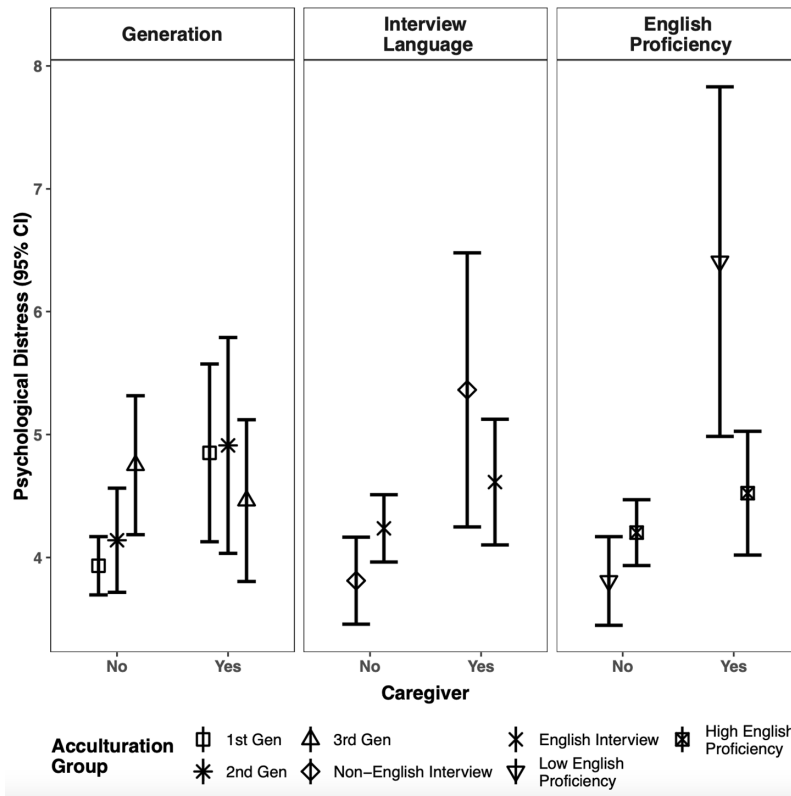 Generation
Interview
Language
English
Proficiency
Psychological Distress (95% CI)
8
7
6
5
4
No
Yes
No
Yes
No
Yes
Caregiver
Acculturation
Group
1st Gen
2nd Gen
3rd Gen
Non−English Interview
English Interview
Low English
Proficiency
High English
Proficiency